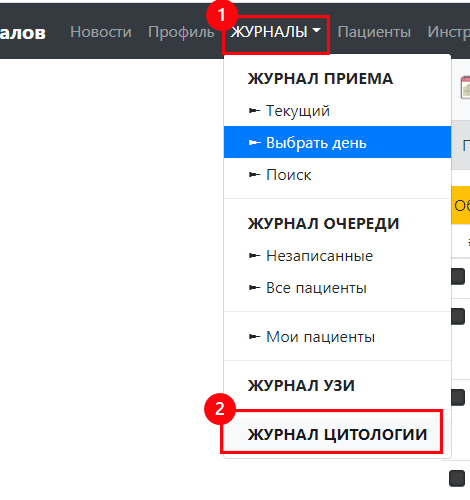 1
алов Новости Профиль ЖУРНАЛЫ Пациенты Инстр
ЖУРНАЛ ПРИЕМА
Текущий
Выбрать день
Поиск
ЖУРНАЛ ОЧЕРЕДИ
Незаписанные
Все пациенты
Мои пациенты
ЖУРНАЛ УЗИ
2
ЖУРНАЛ ЦИТОЛОГИИ
П
Об